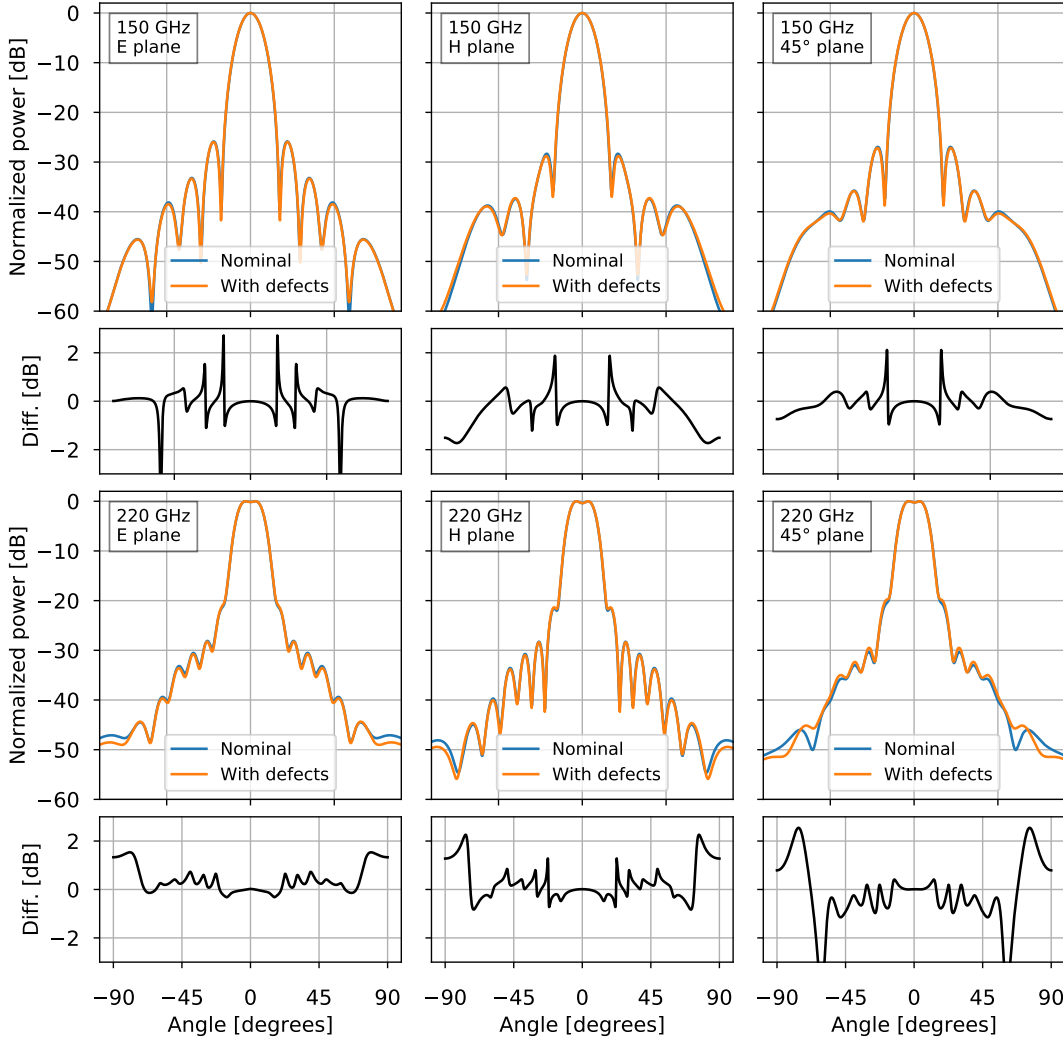 150 GHz
E plane
150 GHz
H plane
150 GHz
45° plane
Normalized power [dB]
0
−10
−20
−30
−40
−50
−60
Nominal
With defects
Nominal
With defects
Nominal
With defects
Diff. [dB]
2
0
−2
220 GHz
E plane
220 GHz
H plane
220 GHz
45° plane
Normalized power [dB]
0
−10
−20
−30
−40
−50
−60
Nominal
With defects
Nominal
With defects
Nominal
With defects
Diff. [dB]
2
0
−2
−90 −45 0 45 90
−90 −45 0 45 90
−90 −45 0 45 90
Angle [degrees]
Angle [degrees]
Angle [degrees]